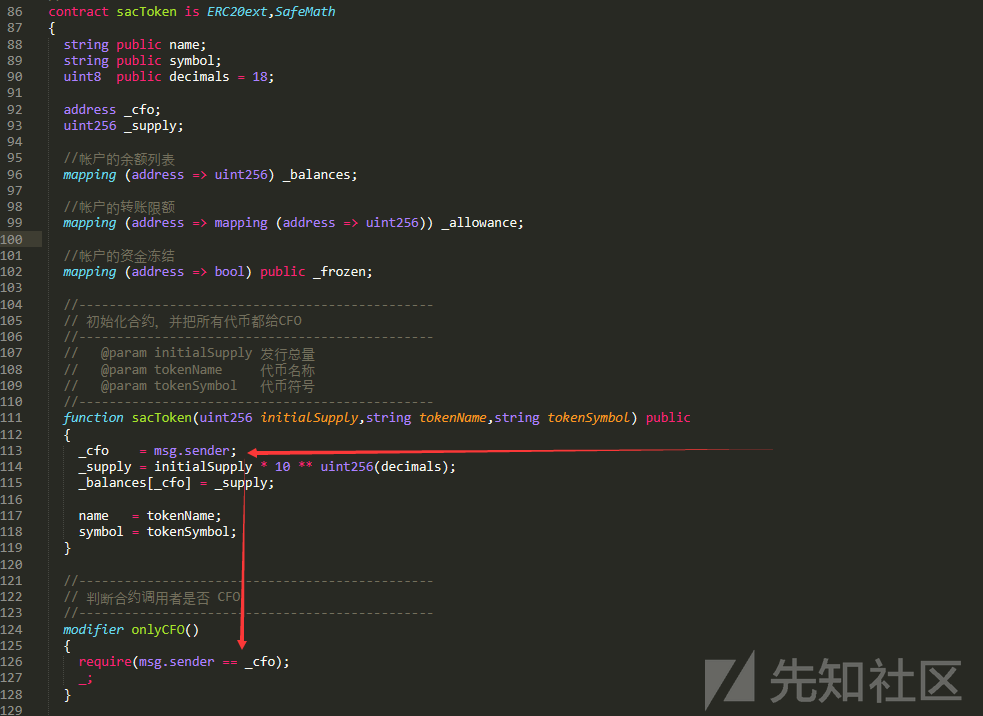 86 contract sacToken is ERC20ext,SafeMath
87 {
88 string public name;
89 string public symbol;
90 uint8 public decimals = 18;
91
92 address _cfo;
93 uint256 _supply;
94
95 //帐户的余额列表
96 mapping (address => uint256) _balances;
97
98 //帐户的转账限额
99 mapping (address => mapping (address => uint256)) _allowance;
100
101 //帐户的资金冻结
102 mapping (address => bool) public _frozen;
103
104 //-----------------------------------------------
105 // 初始化合约，并把所有代币都给CFO
106 //-----------------------------------------------
107 // @param initialSupply 发行总量
108 // @param tokenName 代币名称
109 // @param tokenSymbol 代币符号
110 //-----------------------------------------------
111 function sacToken(uint256 initialSupply,string tokenName,string tokenSymbol) public
112 {
113 _cfo = msg.sender;
114 _supply = initialSupply * 10 ** uint256(decimals);
115 _balances[_cfo] = _supply;
116
117 name = tokenName;
118 symbol = tokenSymbol;
119 }
120
121 //-----------------------------------------------
122 // 判断合约调用者是否 CFO
123 //-----------------------------------------------
124 modifier onlyCFO()
125 {
126 require(msg.sender == _cfo);
127 _;
128 }
129
先知社区